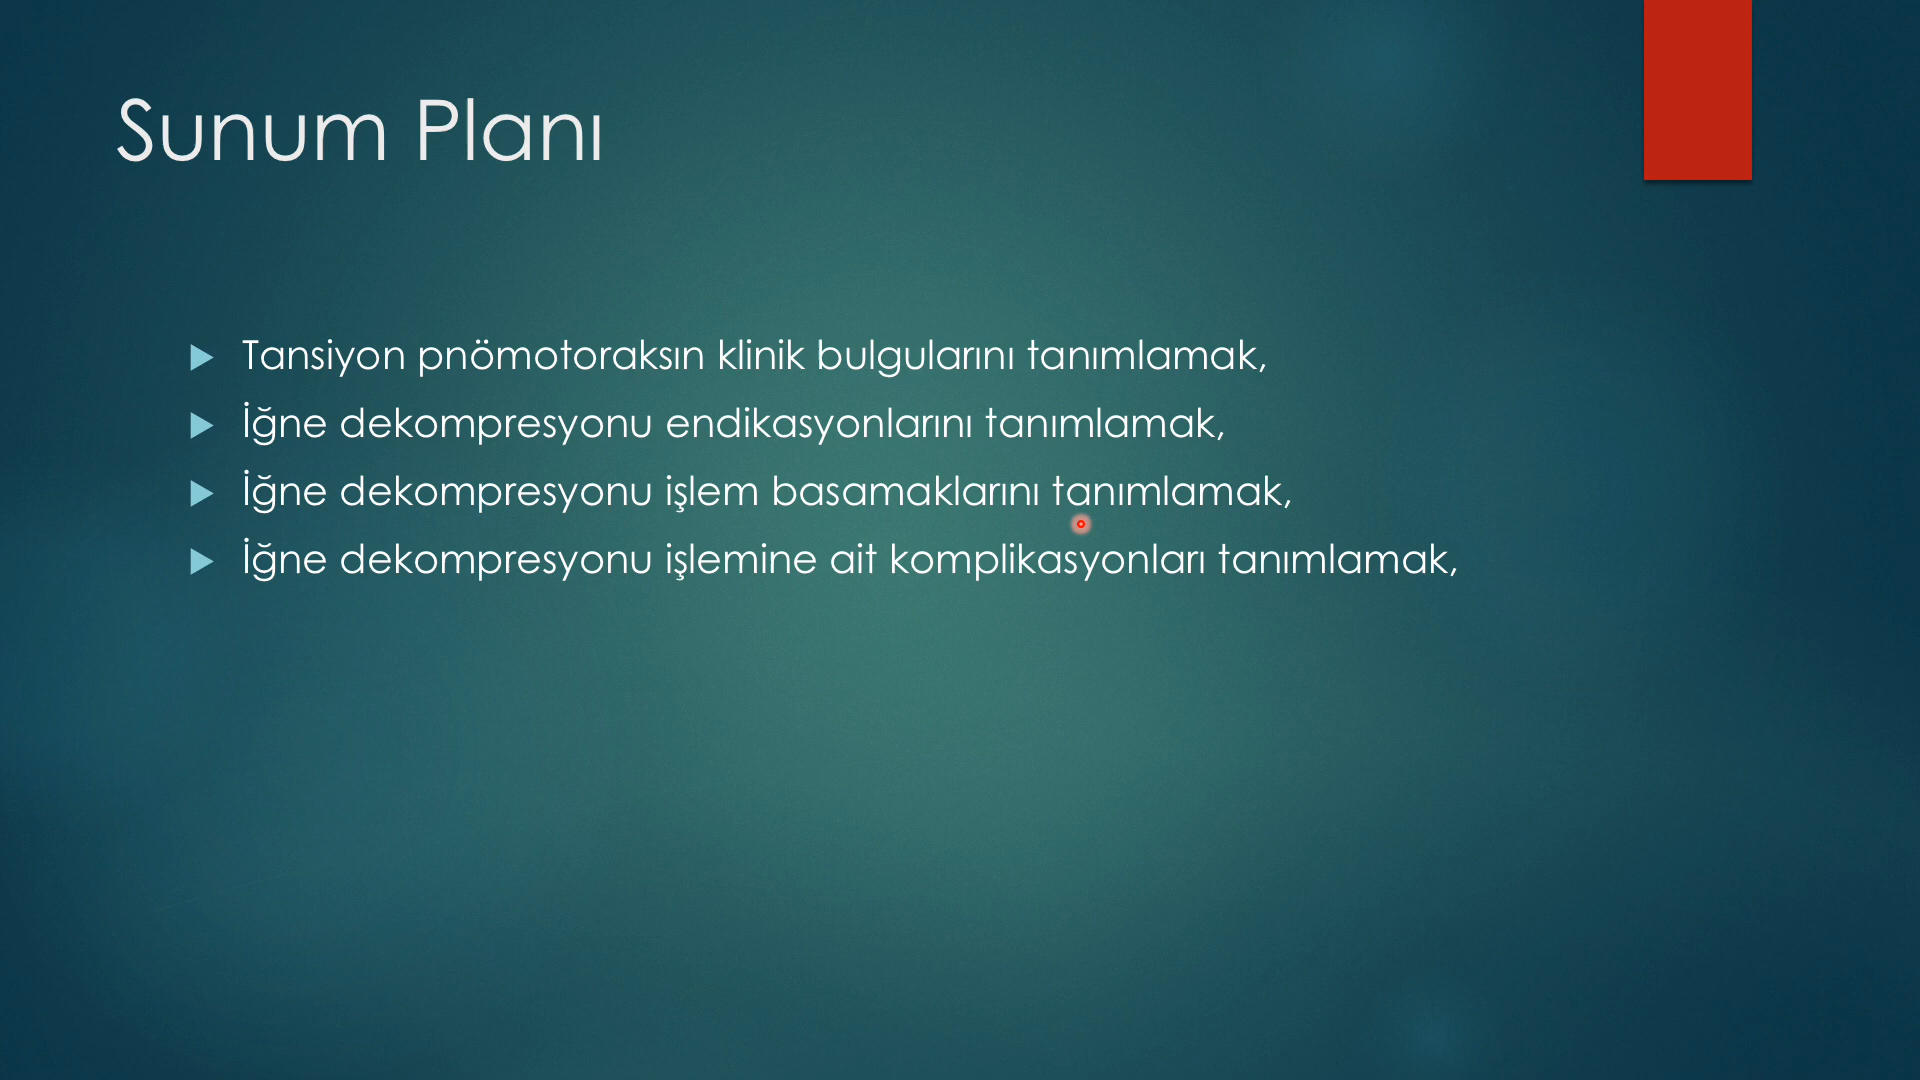 Sunum Planı
Tansiyon pnömotoraksın klinik bulgularını tanımlamak,
İğne dekompresyonu endikasyonlarını tanımlamak,
İğne dekompresyonu işlem basamaklarını tanımlamak,
İğne dekompresyonu işlemine ait komplikasyonları tanımlamak,